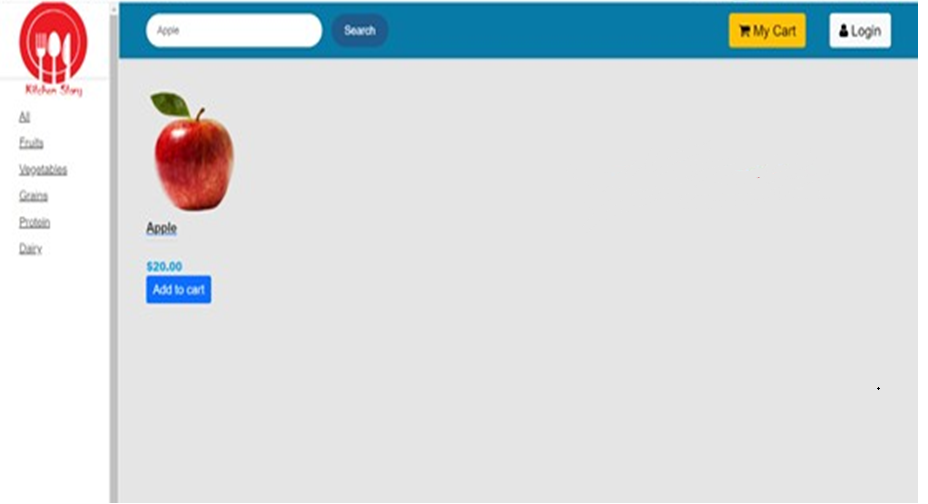 Kitchen Story
All
Fruits
Vegetables
Grains
Protein
Dairy
Apple
Search
My Cart
Login
Apple
$20.00
Add to cart